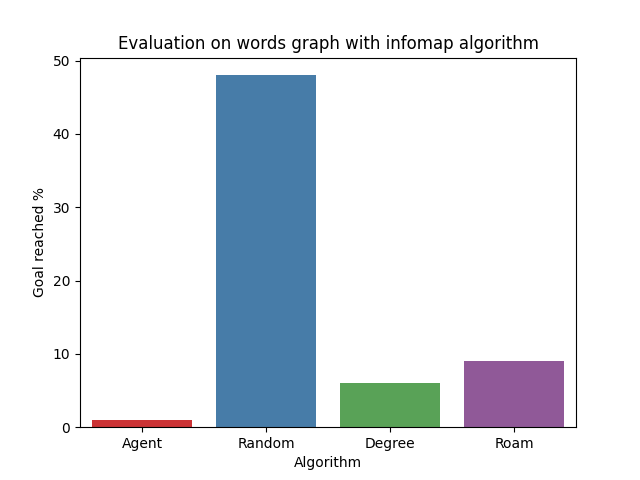 Evaluation on words graph with infomap algorithm
50
40
30
20
10
0
Goal reached %
Agent
Random
Degree
Roam
Algorithm